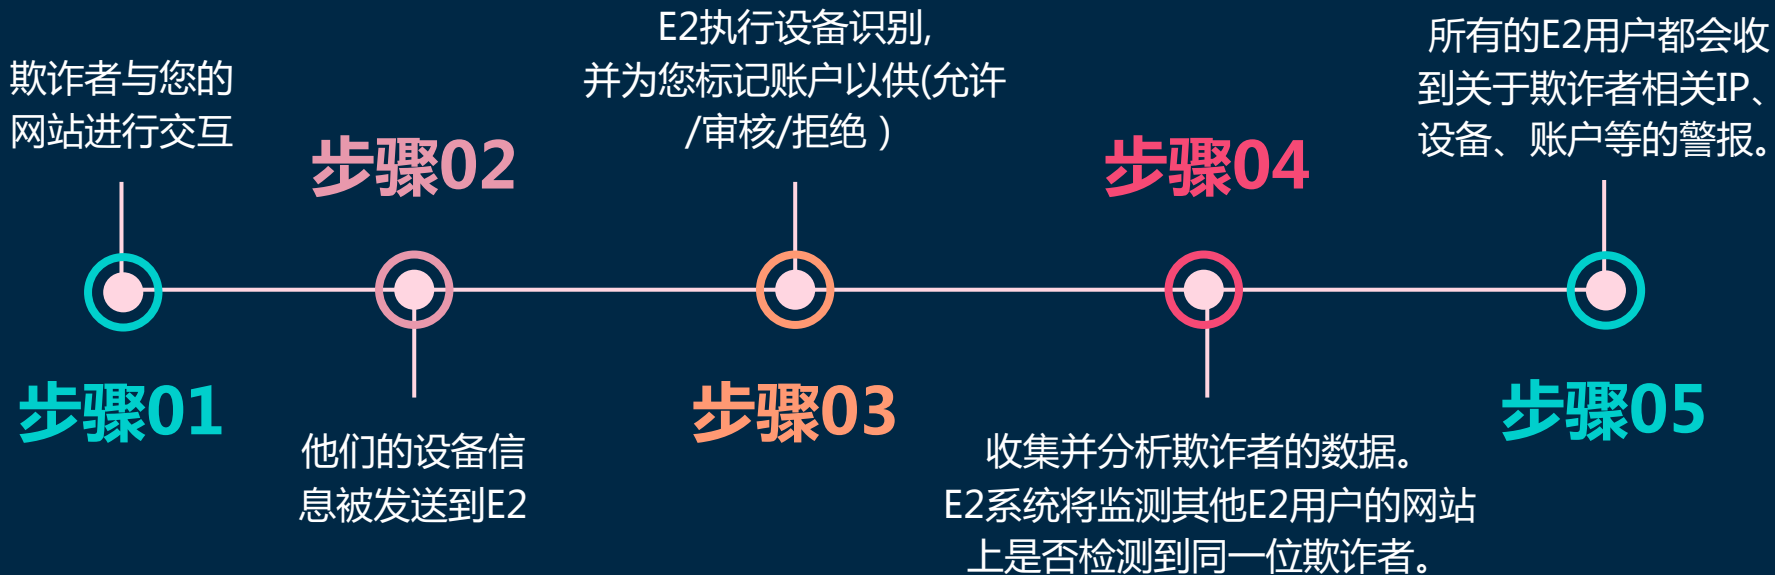 欺诈者与您的
网站进行交互
步骤01
步骤02
他们的设备信
息被发送到E2
E2执行设备识别,
并为您标记账户以供(允许
/审核/拒绝 )
步骤03
步骤04
收集并分析欺诈者的数据。
E2系统将监测其他E2用户的网站
上是否检测到同一位欺诈者。
所有的E2用户都会收
到关于欺诈者相关IP、
设备、账户等的警报。
步骤05